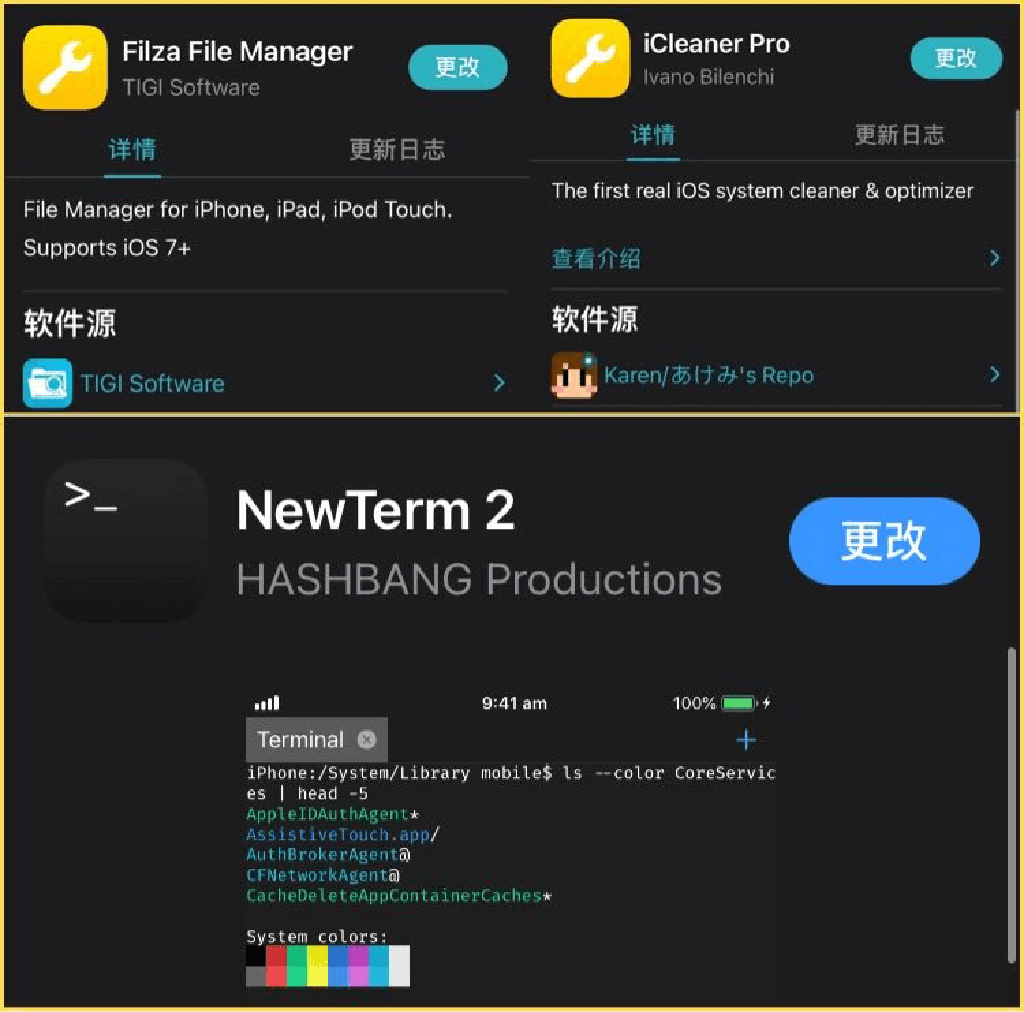 Filza File Manager
TIGI Software
更改
详情
更新日志
File Manager for iPhone, iPad, iPod Touch.
Supports iOS 7+
软件源
TIGI Software
iCleaner Pro
Ivano Bilenchi
更改
详情
更新日志
The first real iOS system cleaner & optimizer
查看介绍
软件源
Karen/あけみ's Repo
>_
NewTerm 2
HASHBANG Productions
更改
9:41 am
100%
Terminal
iPhone:/System/Library mobile$ ls --color CoreServic
es | head -5
AppleIDAuthAgent*
AssistiveTouch.app/
AuthBrokerAgent@
CFNetworkAgent@
CacheDeleteAppContainerCaches*
System colors: